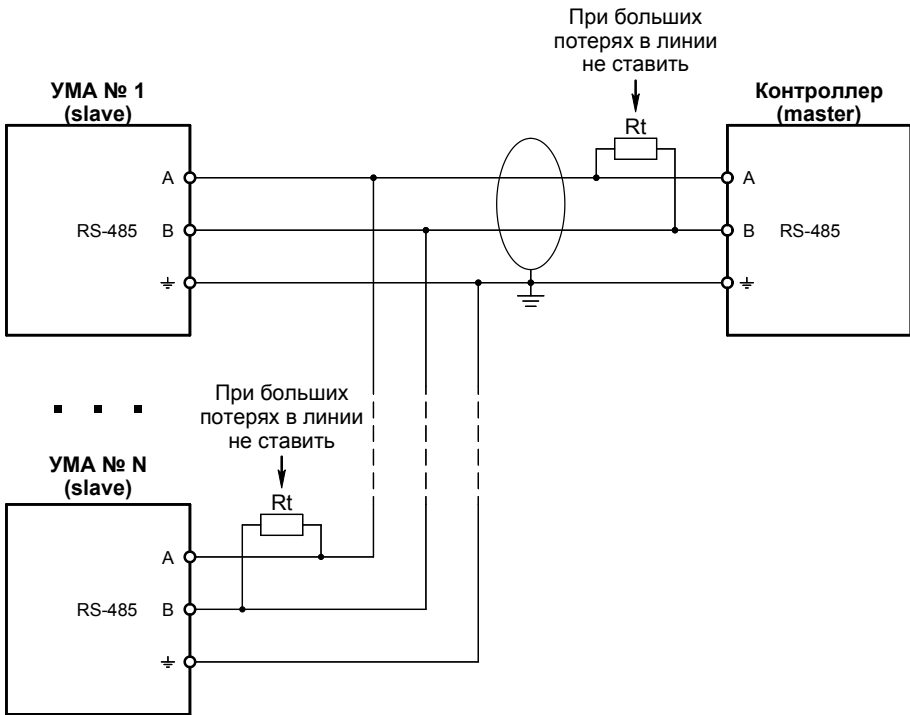 При больших
потерях в линии
не ставить
Rt
УМА № 1
(slave)
A
RS-485 B
Контроллер
(master)
A
B RS-485
При больших
потерях в линии
не ставить
Rt
УМА № N
(slave)
A
RS-485 B